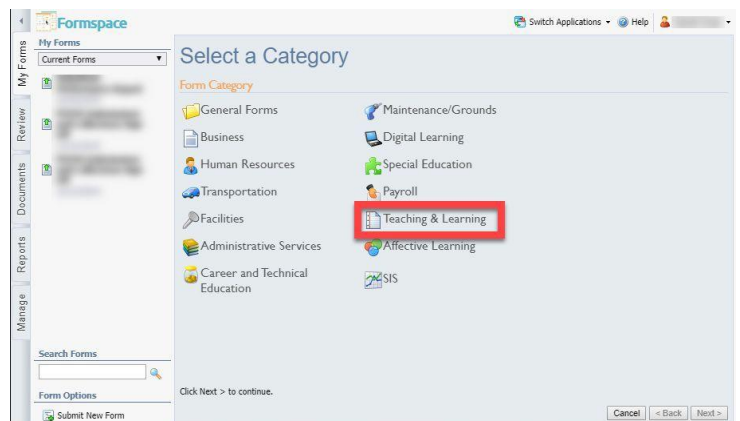 Formspace
Switch Applications
Help
My Forms
Review
Documents
Reports
Manage
My Forms
Current Forms
Search Forms
Form Options
Submit New Form
Select a Category
Form Category
General Forms
Maintenance/Grounds
Business
Digital Learning
Human Resources
Special Education
Transportation
Payroll
Facilities
Teaching & Learning
Administrative Services
Affective Learning
Career and Technical
Education
SIS
Click Next > to continue.
Cancel
< Back
Next >